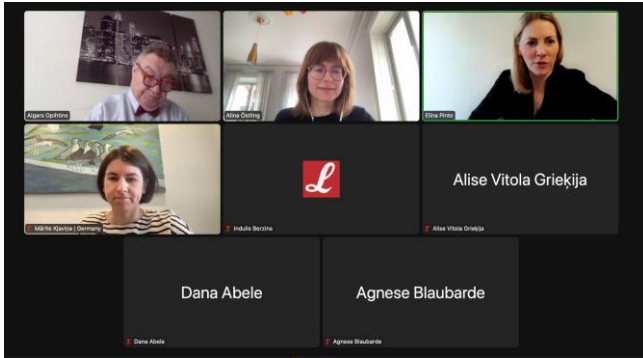 Aigars Opihtins
Alina Östling
Elina Pinto
Mārīte Kļaviņa | Germany
L
Indulis Berzins
Alise Vitola Grieķija
Alise Vitola Grieķija
Dana Abele
Dana Abele
Agnese Blaubarde
Agnese Blaubarde